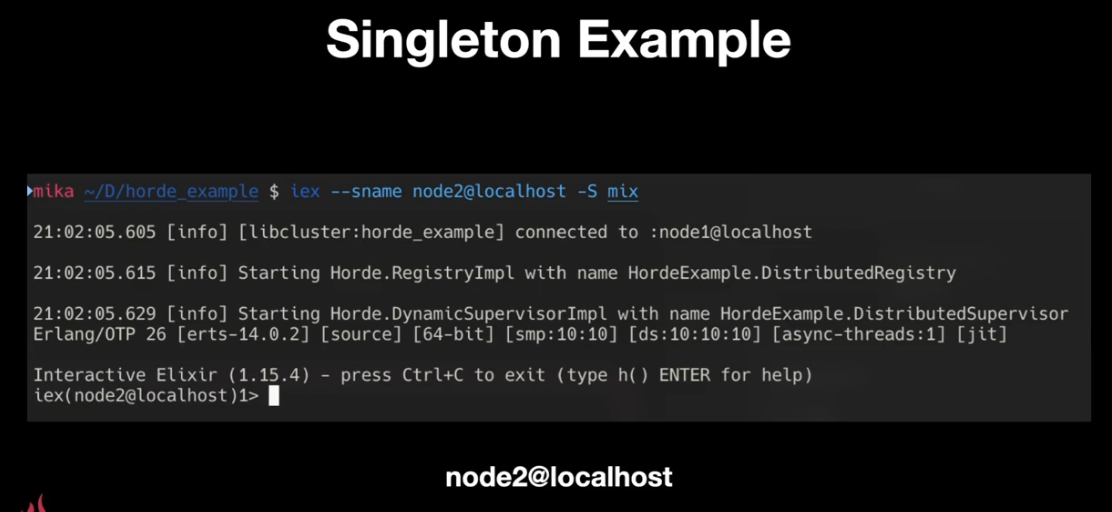 Singleton Example
mika ~/D/horde_example $ iex --sname node2@localhost -S mix
21:02:05.605 [info] [libcluster:horde_example] connected to :node1@localhost
21:02:05.615 [info] Starting Horde.RegistryImpl with name HordeExample.DistributedRegistry
21:02:05.629 [info] Starting Horde.DynamicSupervisorImpl with name HordeExample.DistributedSupervisor
Erlang/OTP 26 [erts-14.0.2] [source] [64-bit] [smp:10:10] [ds:10:10:10] [async-threads:1] [jit]
Interactive Elixir (1.15.4) - press Ctrl+C to exit (type h() ENTER for help)
iex(node2@localhost)1>
node2@localhost